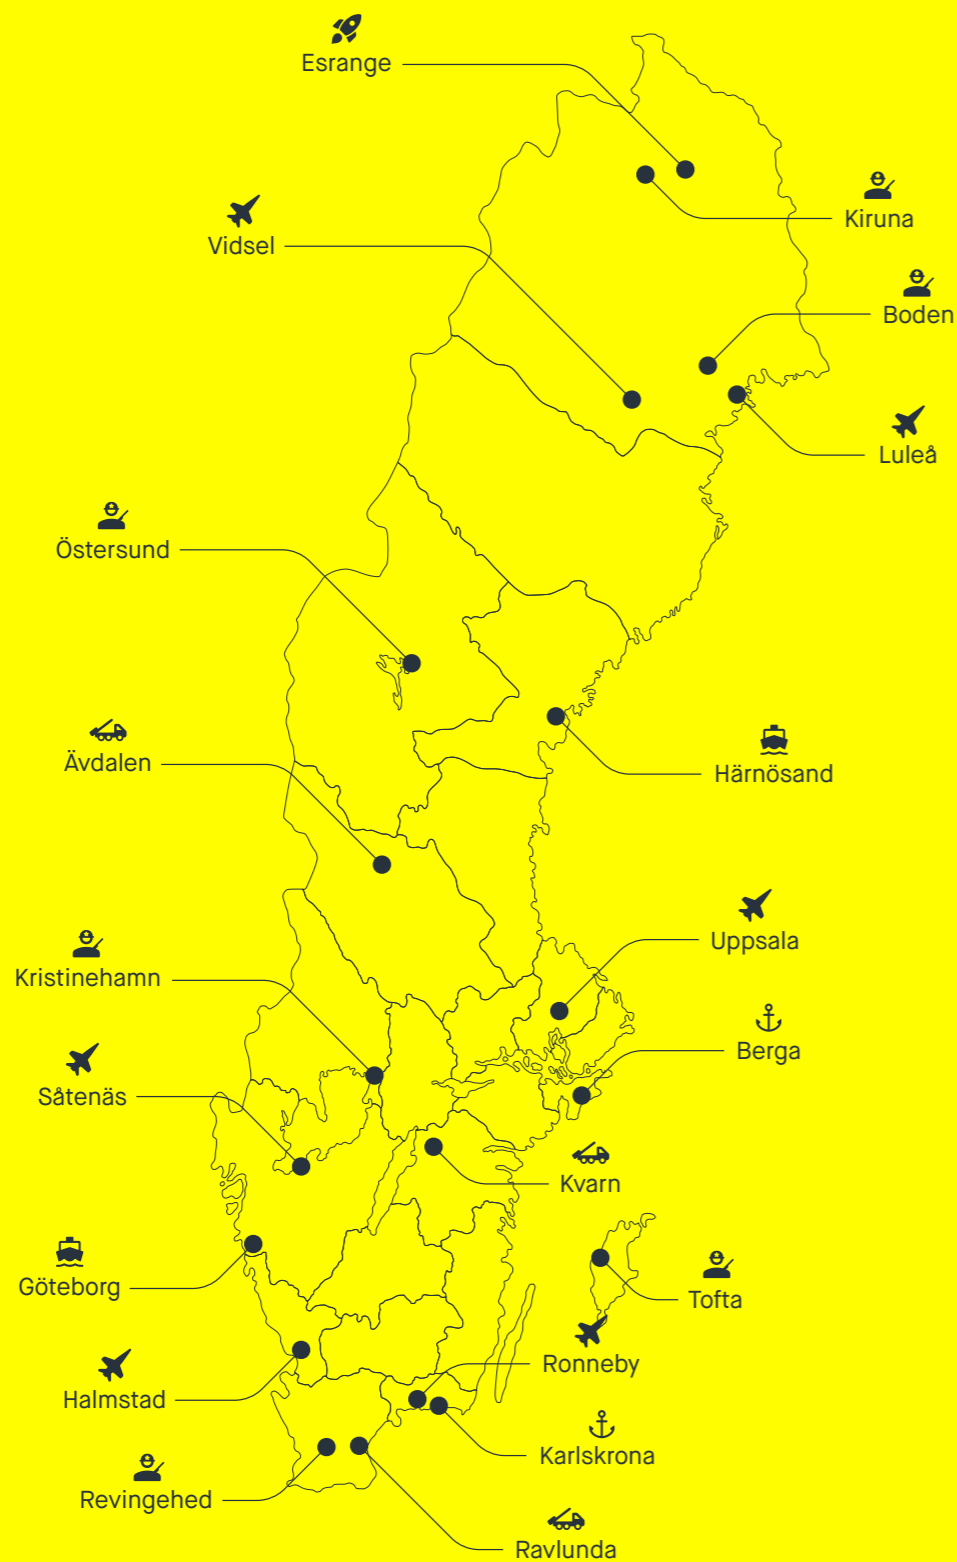 Esrange
Kiruna
Vidsel
Boden
Luleå
Östersund
Ävdalen
Härnösand
Uppsala
Kristinehamn
Berga
Såtenäs
Kvarn
Göteborg
Tofta
Ronneby
Halmstad
Karlskrona
Revingehed
Ravlunda